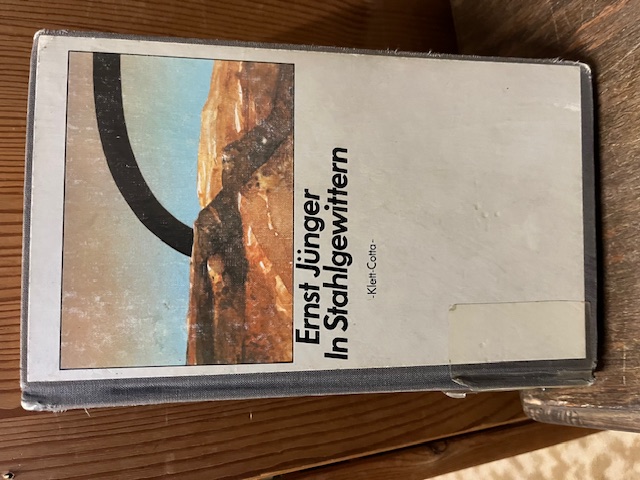 Ernst Jünger
In Stahlgewittern
-Klett-Cotta-